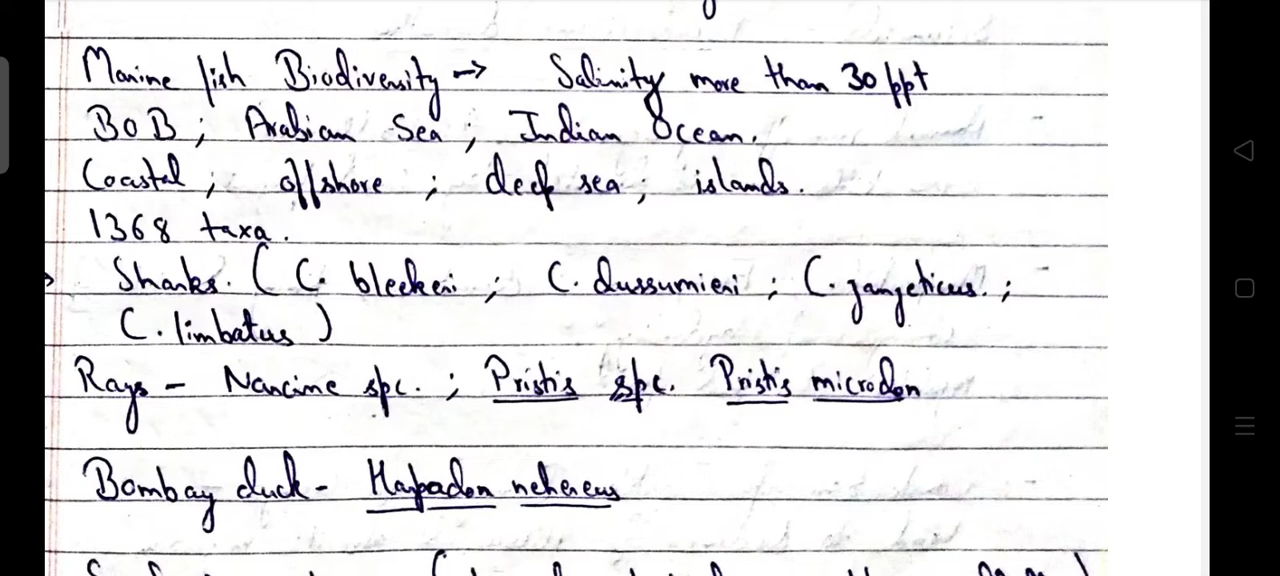 Marine fish Biodiversity → Salinity more than 30 ppt
BOB ; Arabian Sea ; Indian Ocean.
Coastal ; offshore ; deep sea ; islands.
1368 taxa.
Sharks. ( C. bleekeri ; C. dussumieri ; C. gangeticus. ;
C. limbatus )
Rays - Narcine spc. ; Pristis spc. Pristis microdon
Bombay duck - Harpadon nehereus